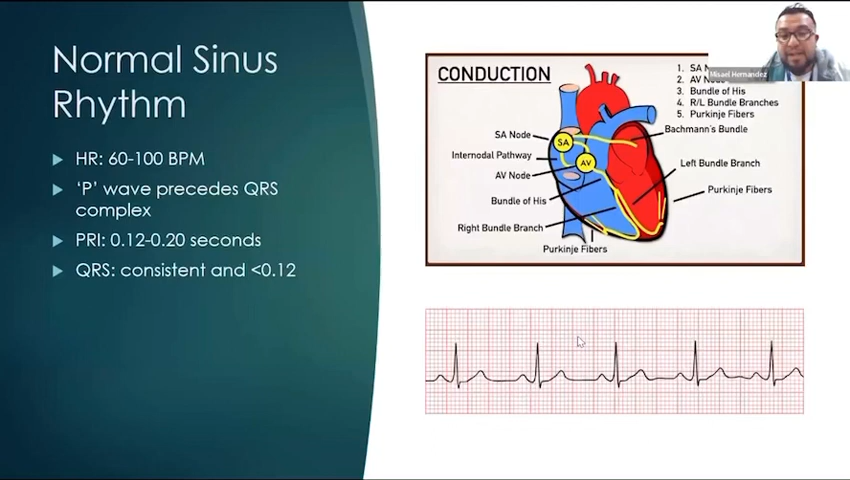 Normal Sinus
Rhythm
HR: 60-100 BPM
‘P’ wave precedes QRS
complex
PRI: 0.12-0.20 seconds
QRS: consistent and <0.12
CONDUCTION
1. SA N
2. AV Node
3. Bundle of His
4. R/L Bundle Branches
5. Purkinje Fibers
Misael Hernandez
SA Node
Internodal Pathway
AV Node
Bundle of His
Right Bundle Branch
Purkinje Fibers
SA
AV
Bachmann's Bundle
Left Bundle Branch
Purkinje Fibers